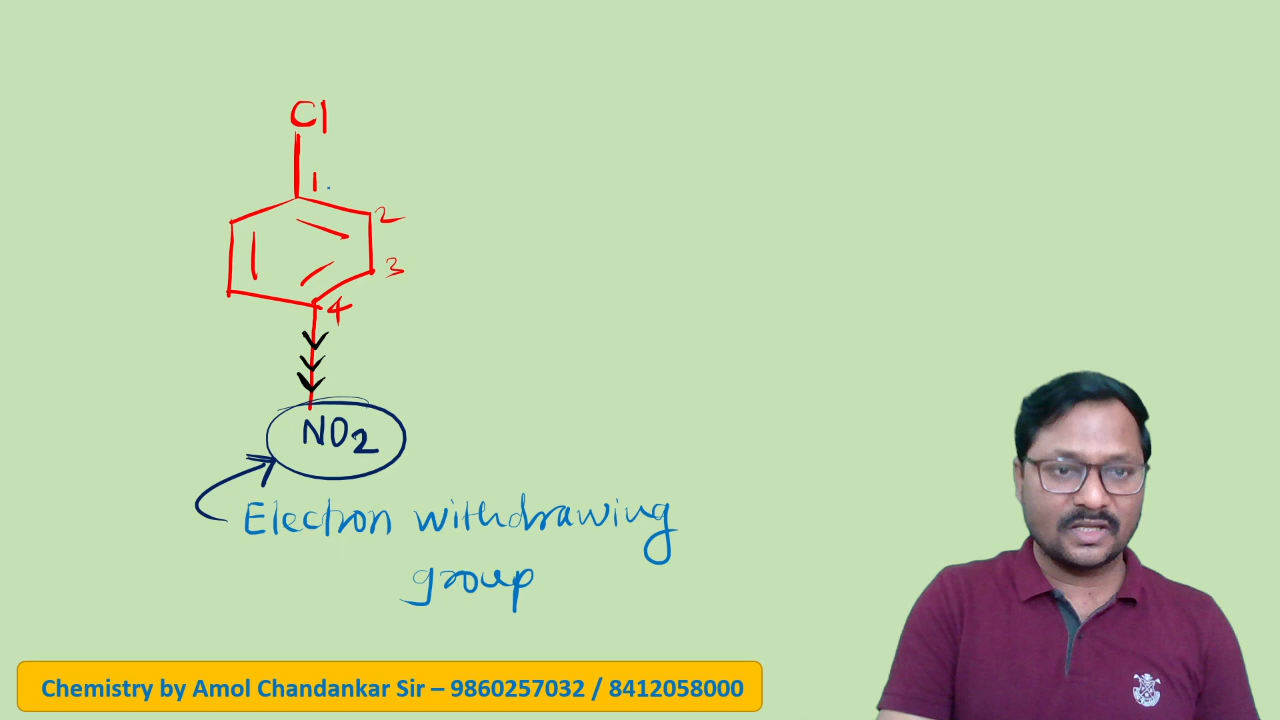 Cl
1.
2
3
4
NO2
Electron withdrawing
group
Chemistry by Amol Chandankar Sir – 9860257032 / 8412058000